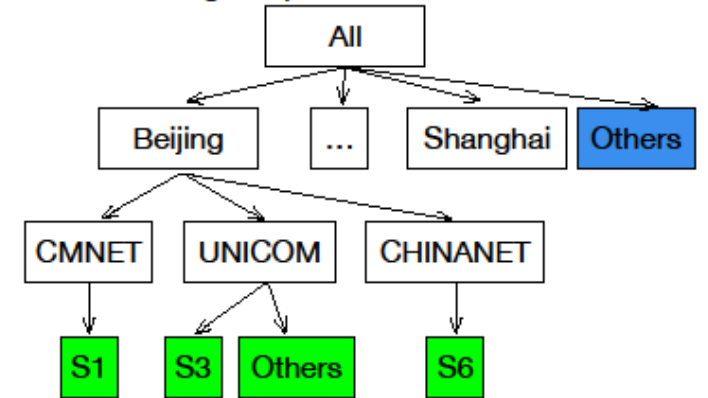 All
Beijing
...
Shanghai
Others
CMNET
UNICOM
CHINANET
S1
S3
Others
S6